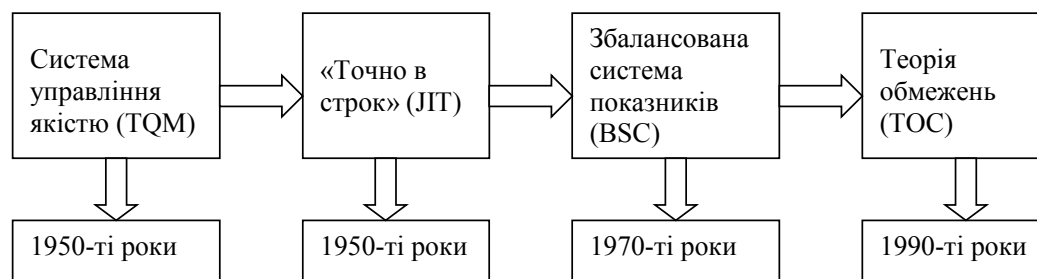 Система
управління
якістю (TQM)
«Точно в
строк» (JIT)
Збалансована
система
показників
(BSC)
Теорія
обмежень
(TOC)
1950-ті роки
1950-ті роки
1970-ті роки
1990-ті роки